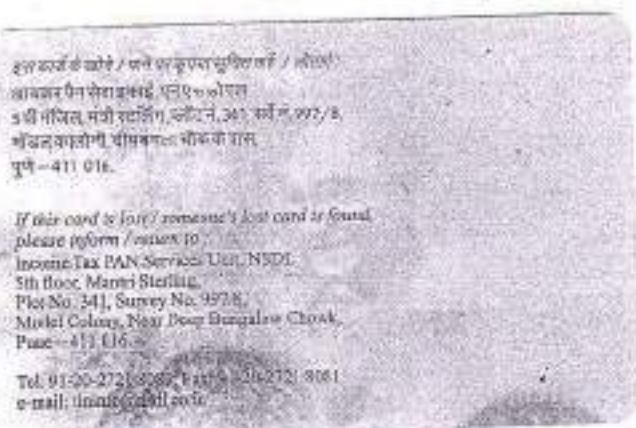 इस कार्ड के खोने / पाने पर कृपया सूचित करें / लौटाएं :
आयकर पैन सेवा इकाई, एनएसडीएल
5 वीं मंजिल, मंत्री स्टर्लिंग, प्लॉट नं. 341, सर्वे नं. 997/8,
मॉडल कालोनी, दीप बंगला चौक के पास,
पुणे – 411 016.
If this card is lost / someone's lost card is found,
please inform / return to :
Income Tax PAN Services Unit, NSDL
5th floor, Mantri Sterling,
Plot No. 341, Survey No. 997/8,
Model Colony, Near Deep Bungalow Chowk,
Pune – 411 016.
Tel: 91-20-2721 8080, Fax: 91-20-2721 8081
e-mail: